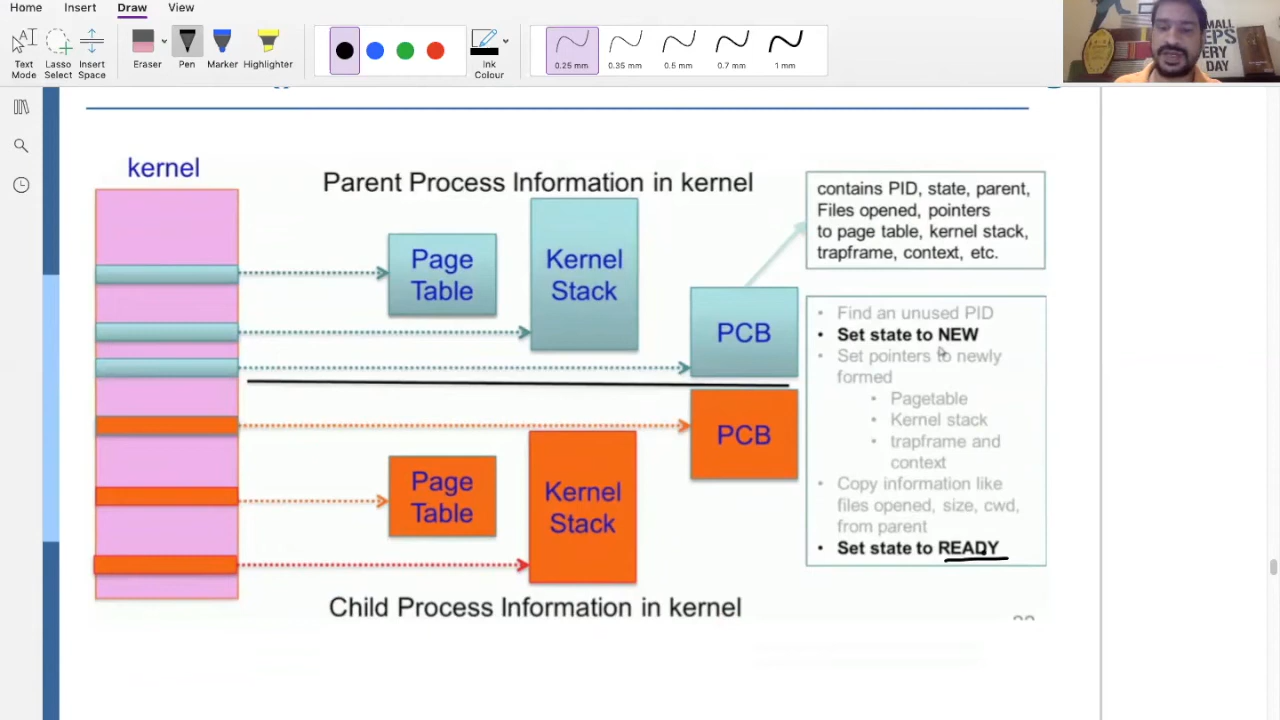 Home Insert Draw View
Text Mode
Lasso Select
Insert Space
Eraser
Pen
Marker
Highlighter
Ink Colour
0.25 mm
0.35 mm
0.5 mm
0.7 mm
1 mm
SMALL
EPS
ERY
DAY
kernel
Parent Process Information in kernel
Page
Table
Kernel
Stack
PCB
contains PID, state, parent,
Files opened, pointers
to page table, kernel stack,
trapframe, context, etc.
• Find an unused PID
• Set state to NEW
• Set pointers to newly
formed
• Pagetable
• Kernel stack
• trapframe and
context
• Copy information like
files opened, size, cwd,
from parent
• Set state to READY
PCB
Page
Table
Kernel
Stack
Child Process Information in kernel